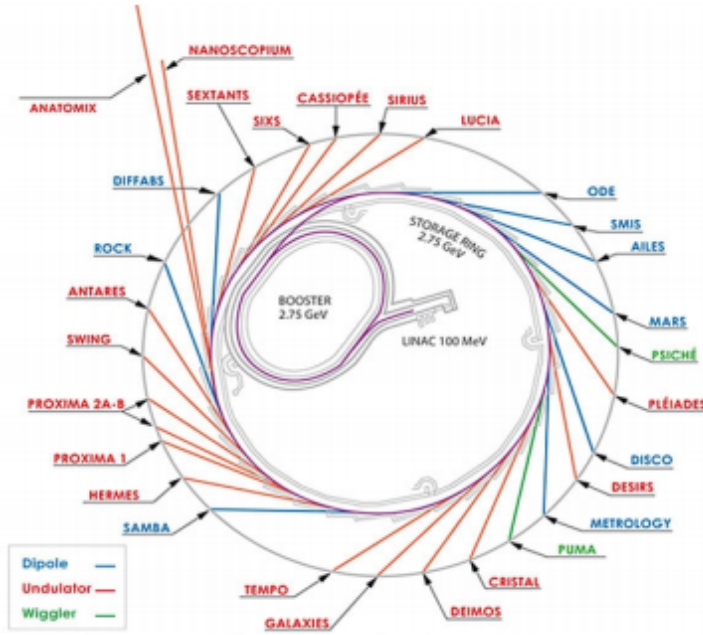 NANOSCOPIUM
ANATOMIX
SEXTANTS
SIXS
CASSIOPÉE
SIRIUS
LUCIA
DIFFABS
ODE
SMIS
AILES
ROCK
STORAGE RING
2.75 GeV
ANTARES
BOOSTER
2.75 GeV
MARS
SWING
LINAC 100 MeV
PSICHÉ
PROXIMA 2A-B
PLÉIADES
PROXIMA 1
DISCO
HERMES
DESIRS
SAMBA
METROLOGY
PUMA
CRISTAL
TEMPO
DEIMOS
GALAXIES
Dipole
Undulator
Wiggler